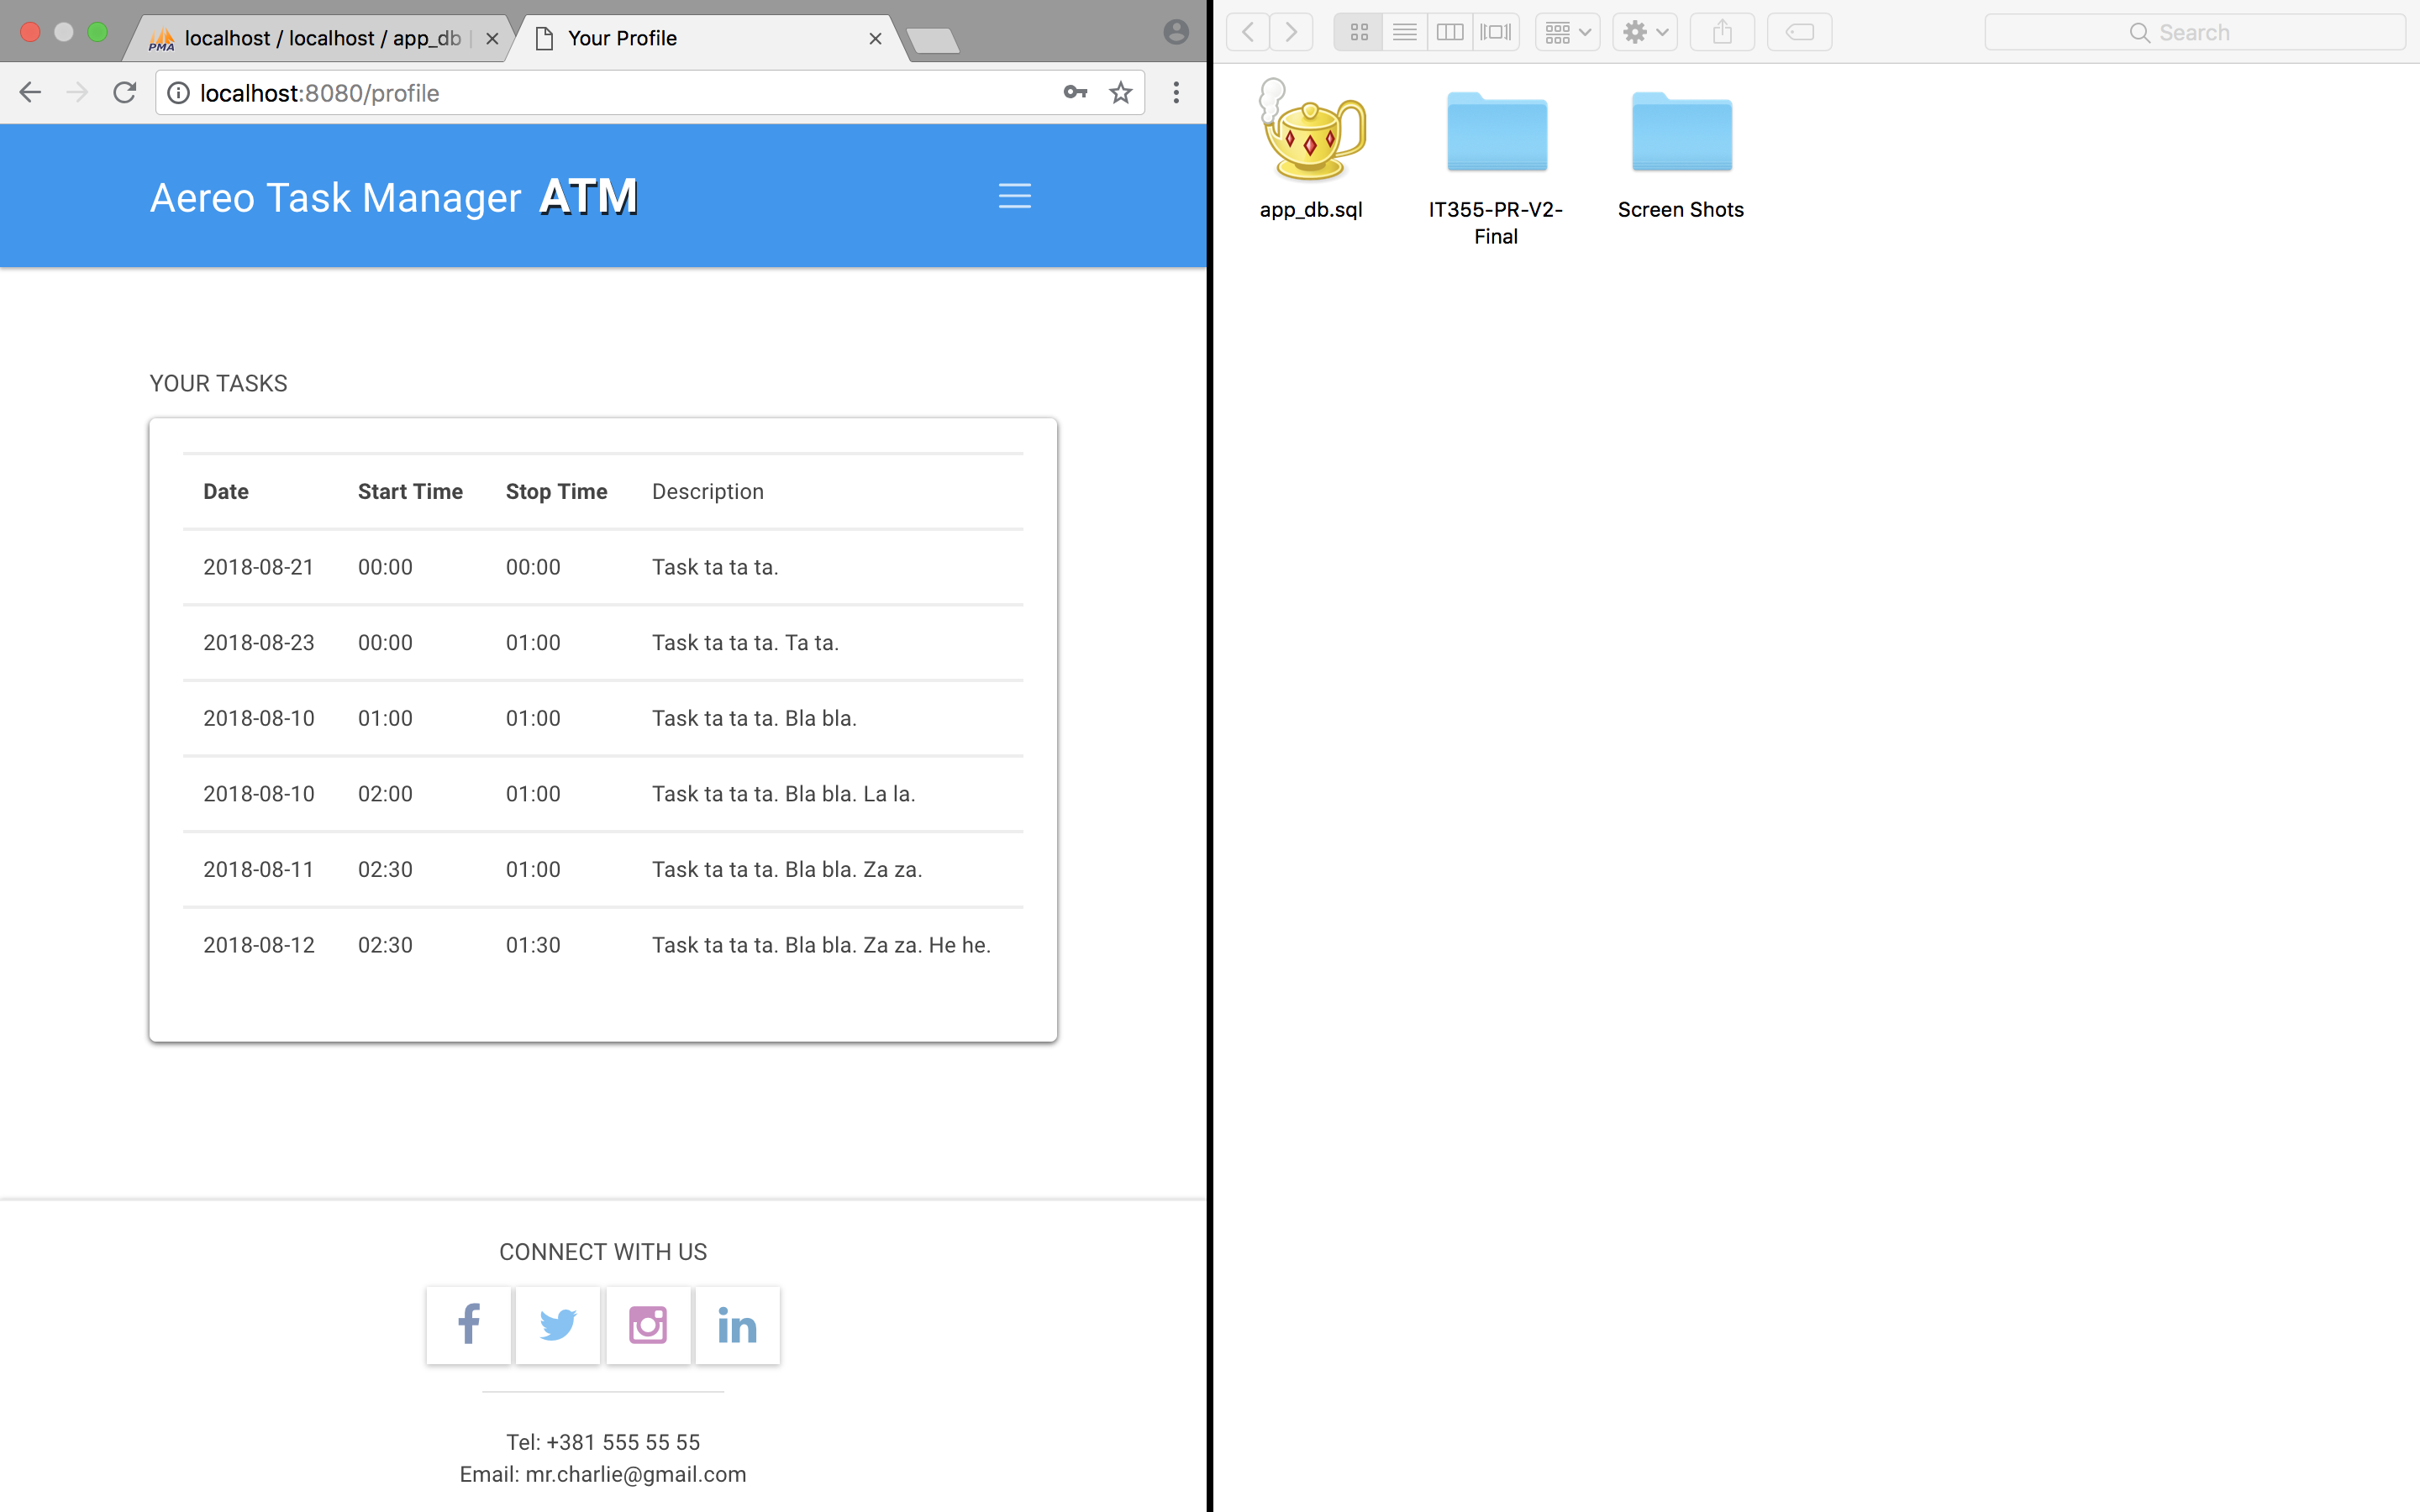 localhost / localhost / app_db |
Your Profile
localhost:8080/profile
Aereo Task Manager ATM
YOUR TASKS
Date Start Time Stop Time Description
2018-08-21 00:00 00:00 Task ta ta ta.
2018-08-23 00:00 01:00 Task ta ta ta. Ta ta.
2018-08-10 01:00 01:00 Task ta ta ta. Bla bla.
2018-08-10 02:00 01:00 Task ta ta ta. Bla bla. La la.
2018-08-11 02:30 01:00 Task ta ta ta. Bla bla. Za za.
2018-08-12 02:30 01:30 Task ta ta ta. Bla bla. Za za. He he.
CONNECT WITH US
Tel: +381 555 55 55
Email: mr.charlie@gmail.com
Search
app_db.sql
IT355-PR-V2-
Final
Screen Shots
PMA